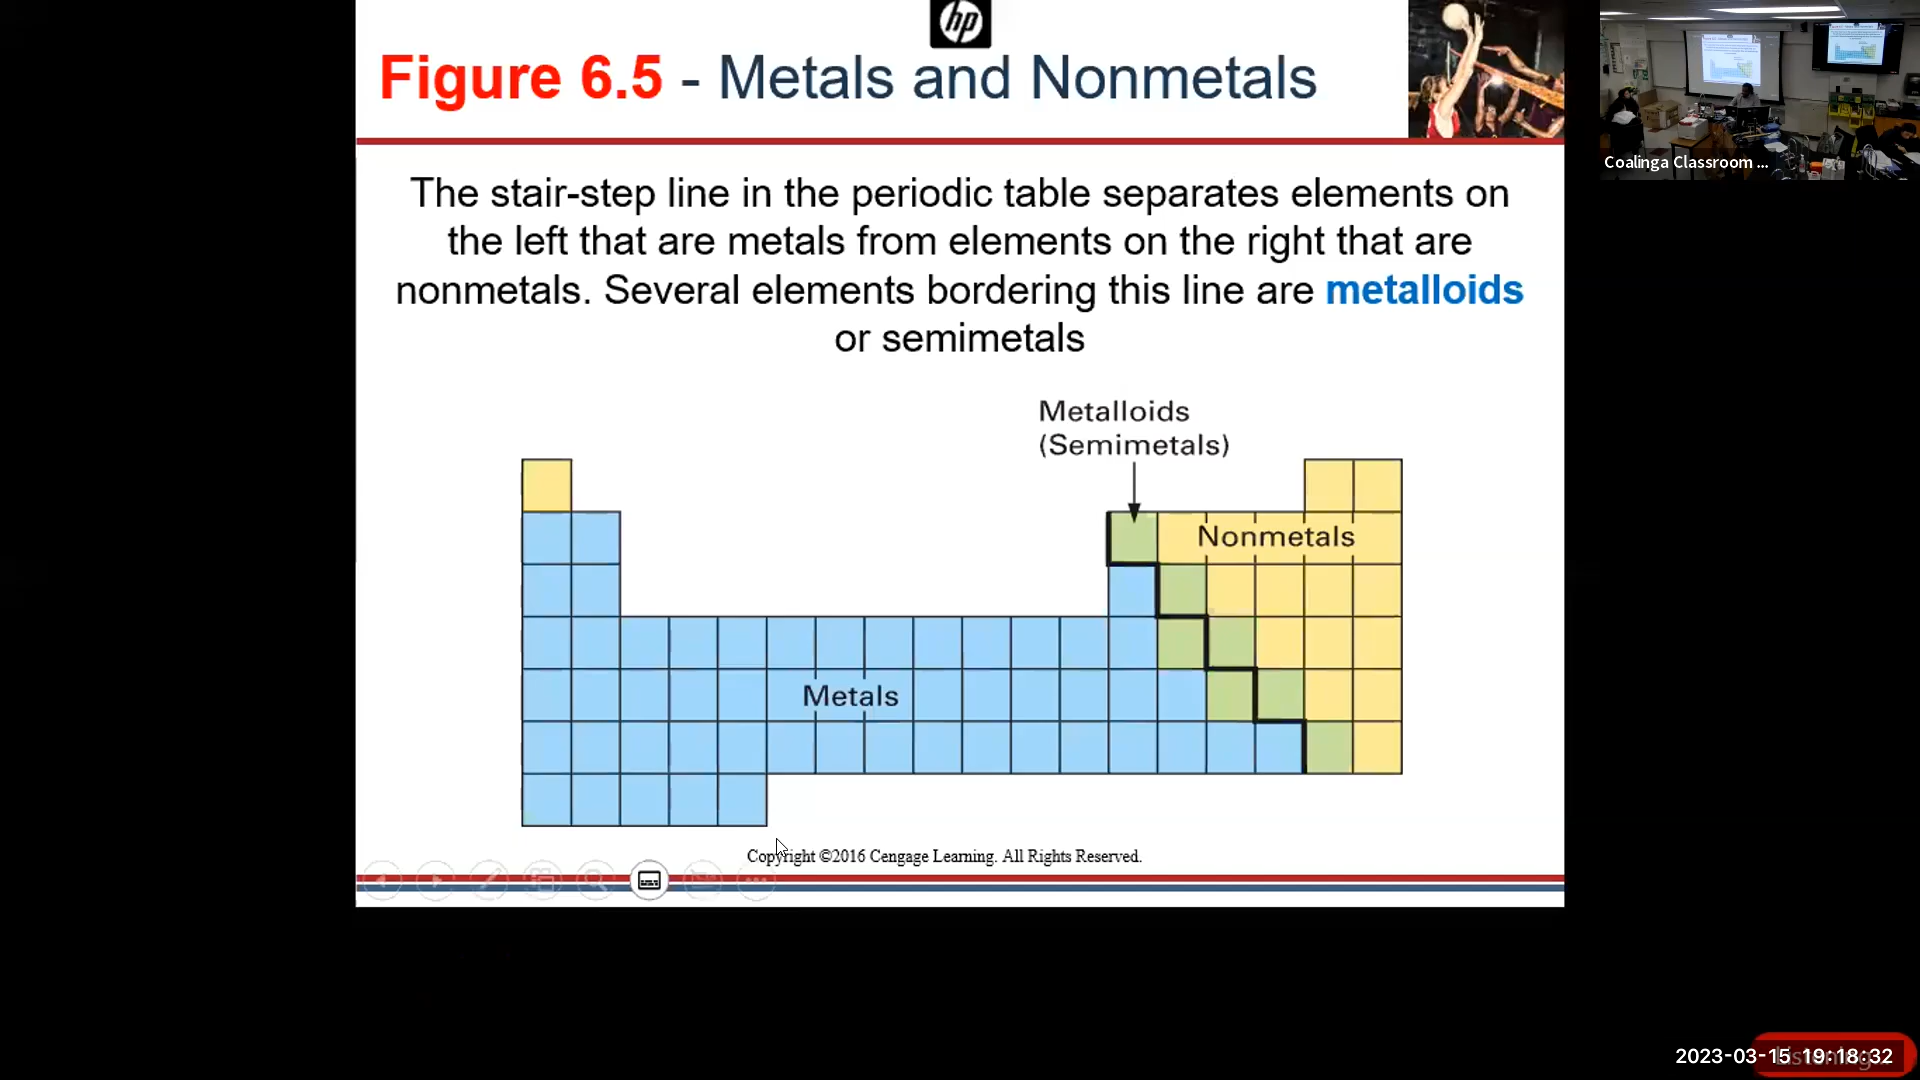 hp
Figure 6.5 - Metals and Nonmetals
Coalinga Classroom ...
The stair-step line in the periodic table separates elements on
the left that are metals from elements on the right that are
nonmetals. Several elements bordering this line are metalloids
or semimetals
Metalloids
(Semimetals)
Nonmetals
Metals
Copyright ©2016 Cengage Learning. All Rights Reserved.
2023-03-15 19:18:32